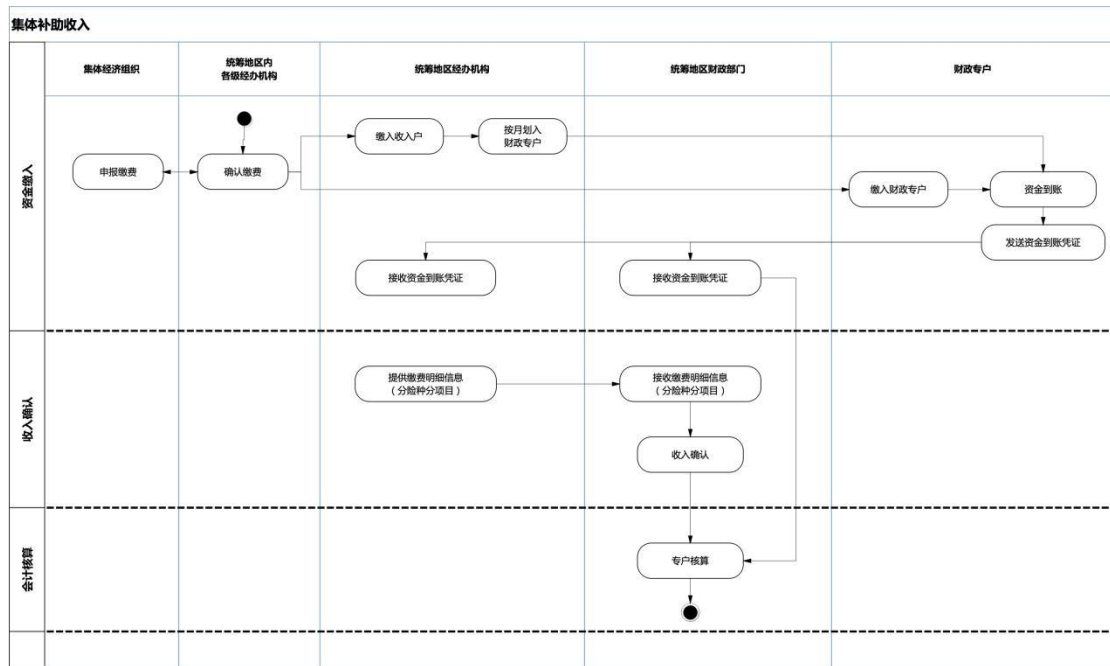 集体补助收入
集体经济组织
统筹地区内
各级经办机构
统筹地区经办机构
统筹地区财政部门
财政专户
资金缴入
缴入收入户
按月划入
财政专户
申报缴费
确认缴费
缴入财政专户
资金到账
发送资金到账凭证
接收资金到账凭证
接收资金到账凭证
收入确认
提供缴费明细信息
（分险种分项目）
接收缴费明细信息
（分险种分项目）
收入确认
会计核算
专户核算